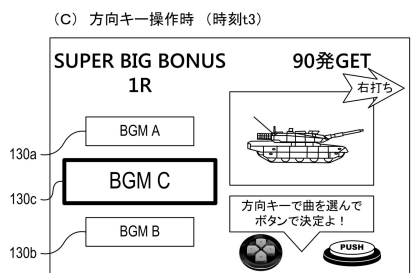 (C) 方向キー操作時 (時刻t3)
SUPER BIG BONUS
1R
90発GET
右打ち
BGM A
130a
BGM C
130c
BGM B
130b
方向キーで曲を選んで
ボタンで決定よ！
PUSH